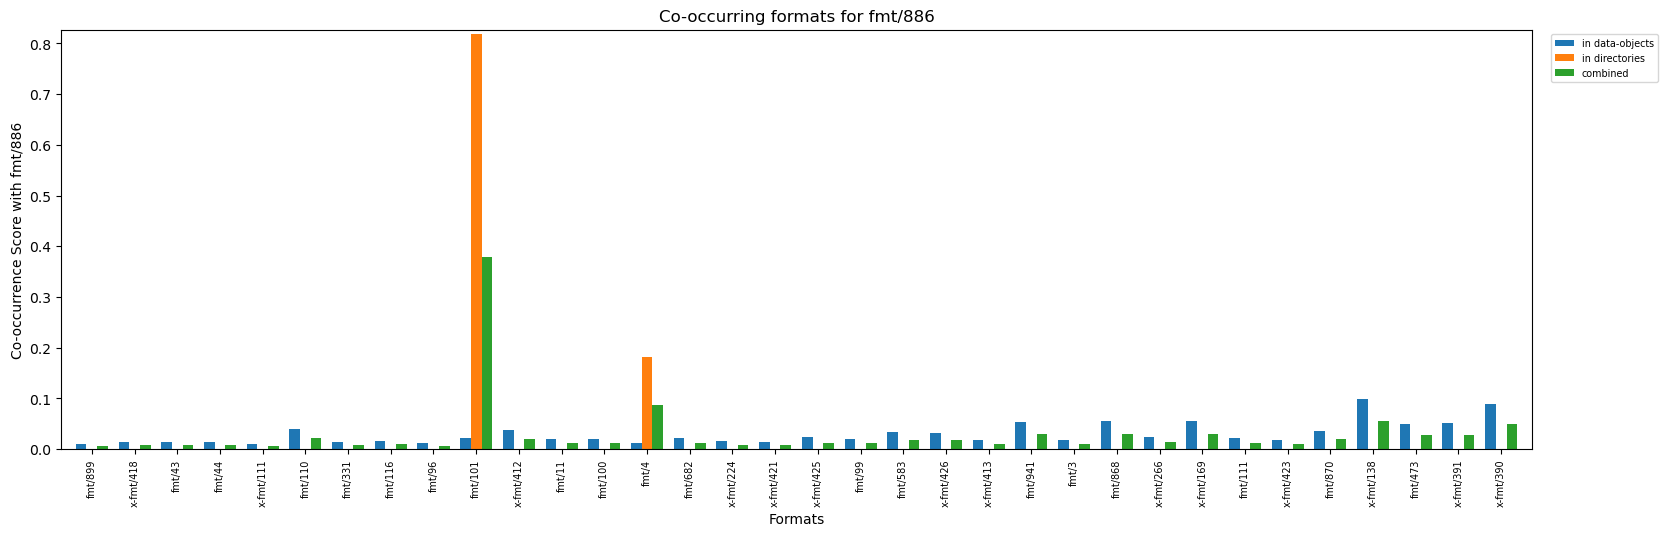 Co-occurring formats for fmt/886
Co-occurrence Score with fmt/886
0.8
0.7
0.6
0.5
0.4
0.3
0.2
0.1
0.0
in data-objects
in directories
combined
fmt/899
x-fmt/418
fmt/43
fmt/44
x-fmt/111
fmt/110
fmt/331
fmt/116
fmt/96
fmt/101
x-fmt/412
fmt/11
fmt/100
fmt/4
fmt/682
x-fmt/224
x-fmt/421
x-fmt/425
fmt/99
fmt/583
x-fmt/426
x-fmt/413
fmt/941
fmt/3
fmt/868
x-fmt/266
x-fmt/169
fmt/111
x-fmt/423
fmt/870
x-fmt/138
fmt/473
x-fmt/391
x-fmt/390
Formats